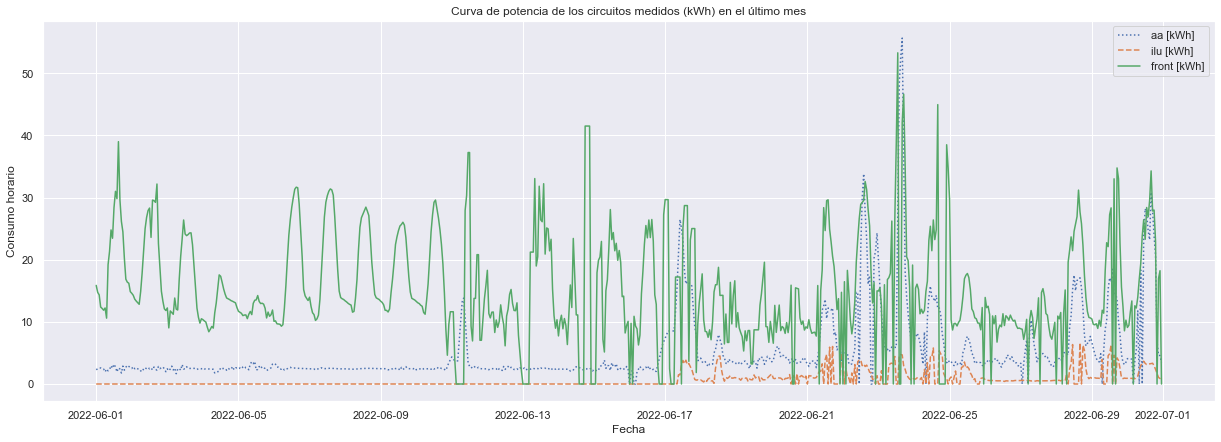 Curva de potencia de los circuitos medidos (kWh) en el último mes
aa [kWh]
ilu [kWh]
front [kWh]
Consumo horario
50
40
30
20
10
0
2022-06-01 2022-06-05 2022-06-09 2022-06-13 2022-06-17 2022-06-21 2022-06-25 2022-06-29 2022-07-01
Fecha